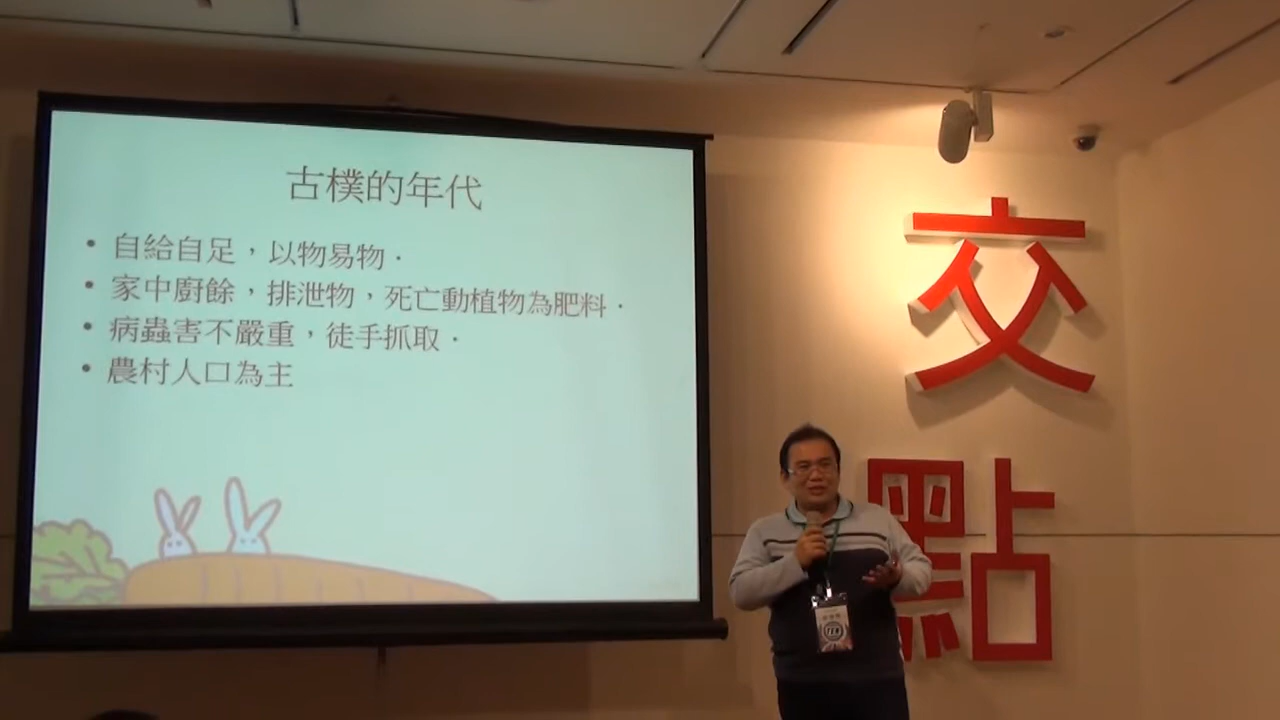 古樸的年代
• 自給自足，以物易物．
• 家中廚餘，排泄物，死亡動植物為肥料．
• 病蟲害不嚴重，徒手抓取．
• 農村人口為主
交
點